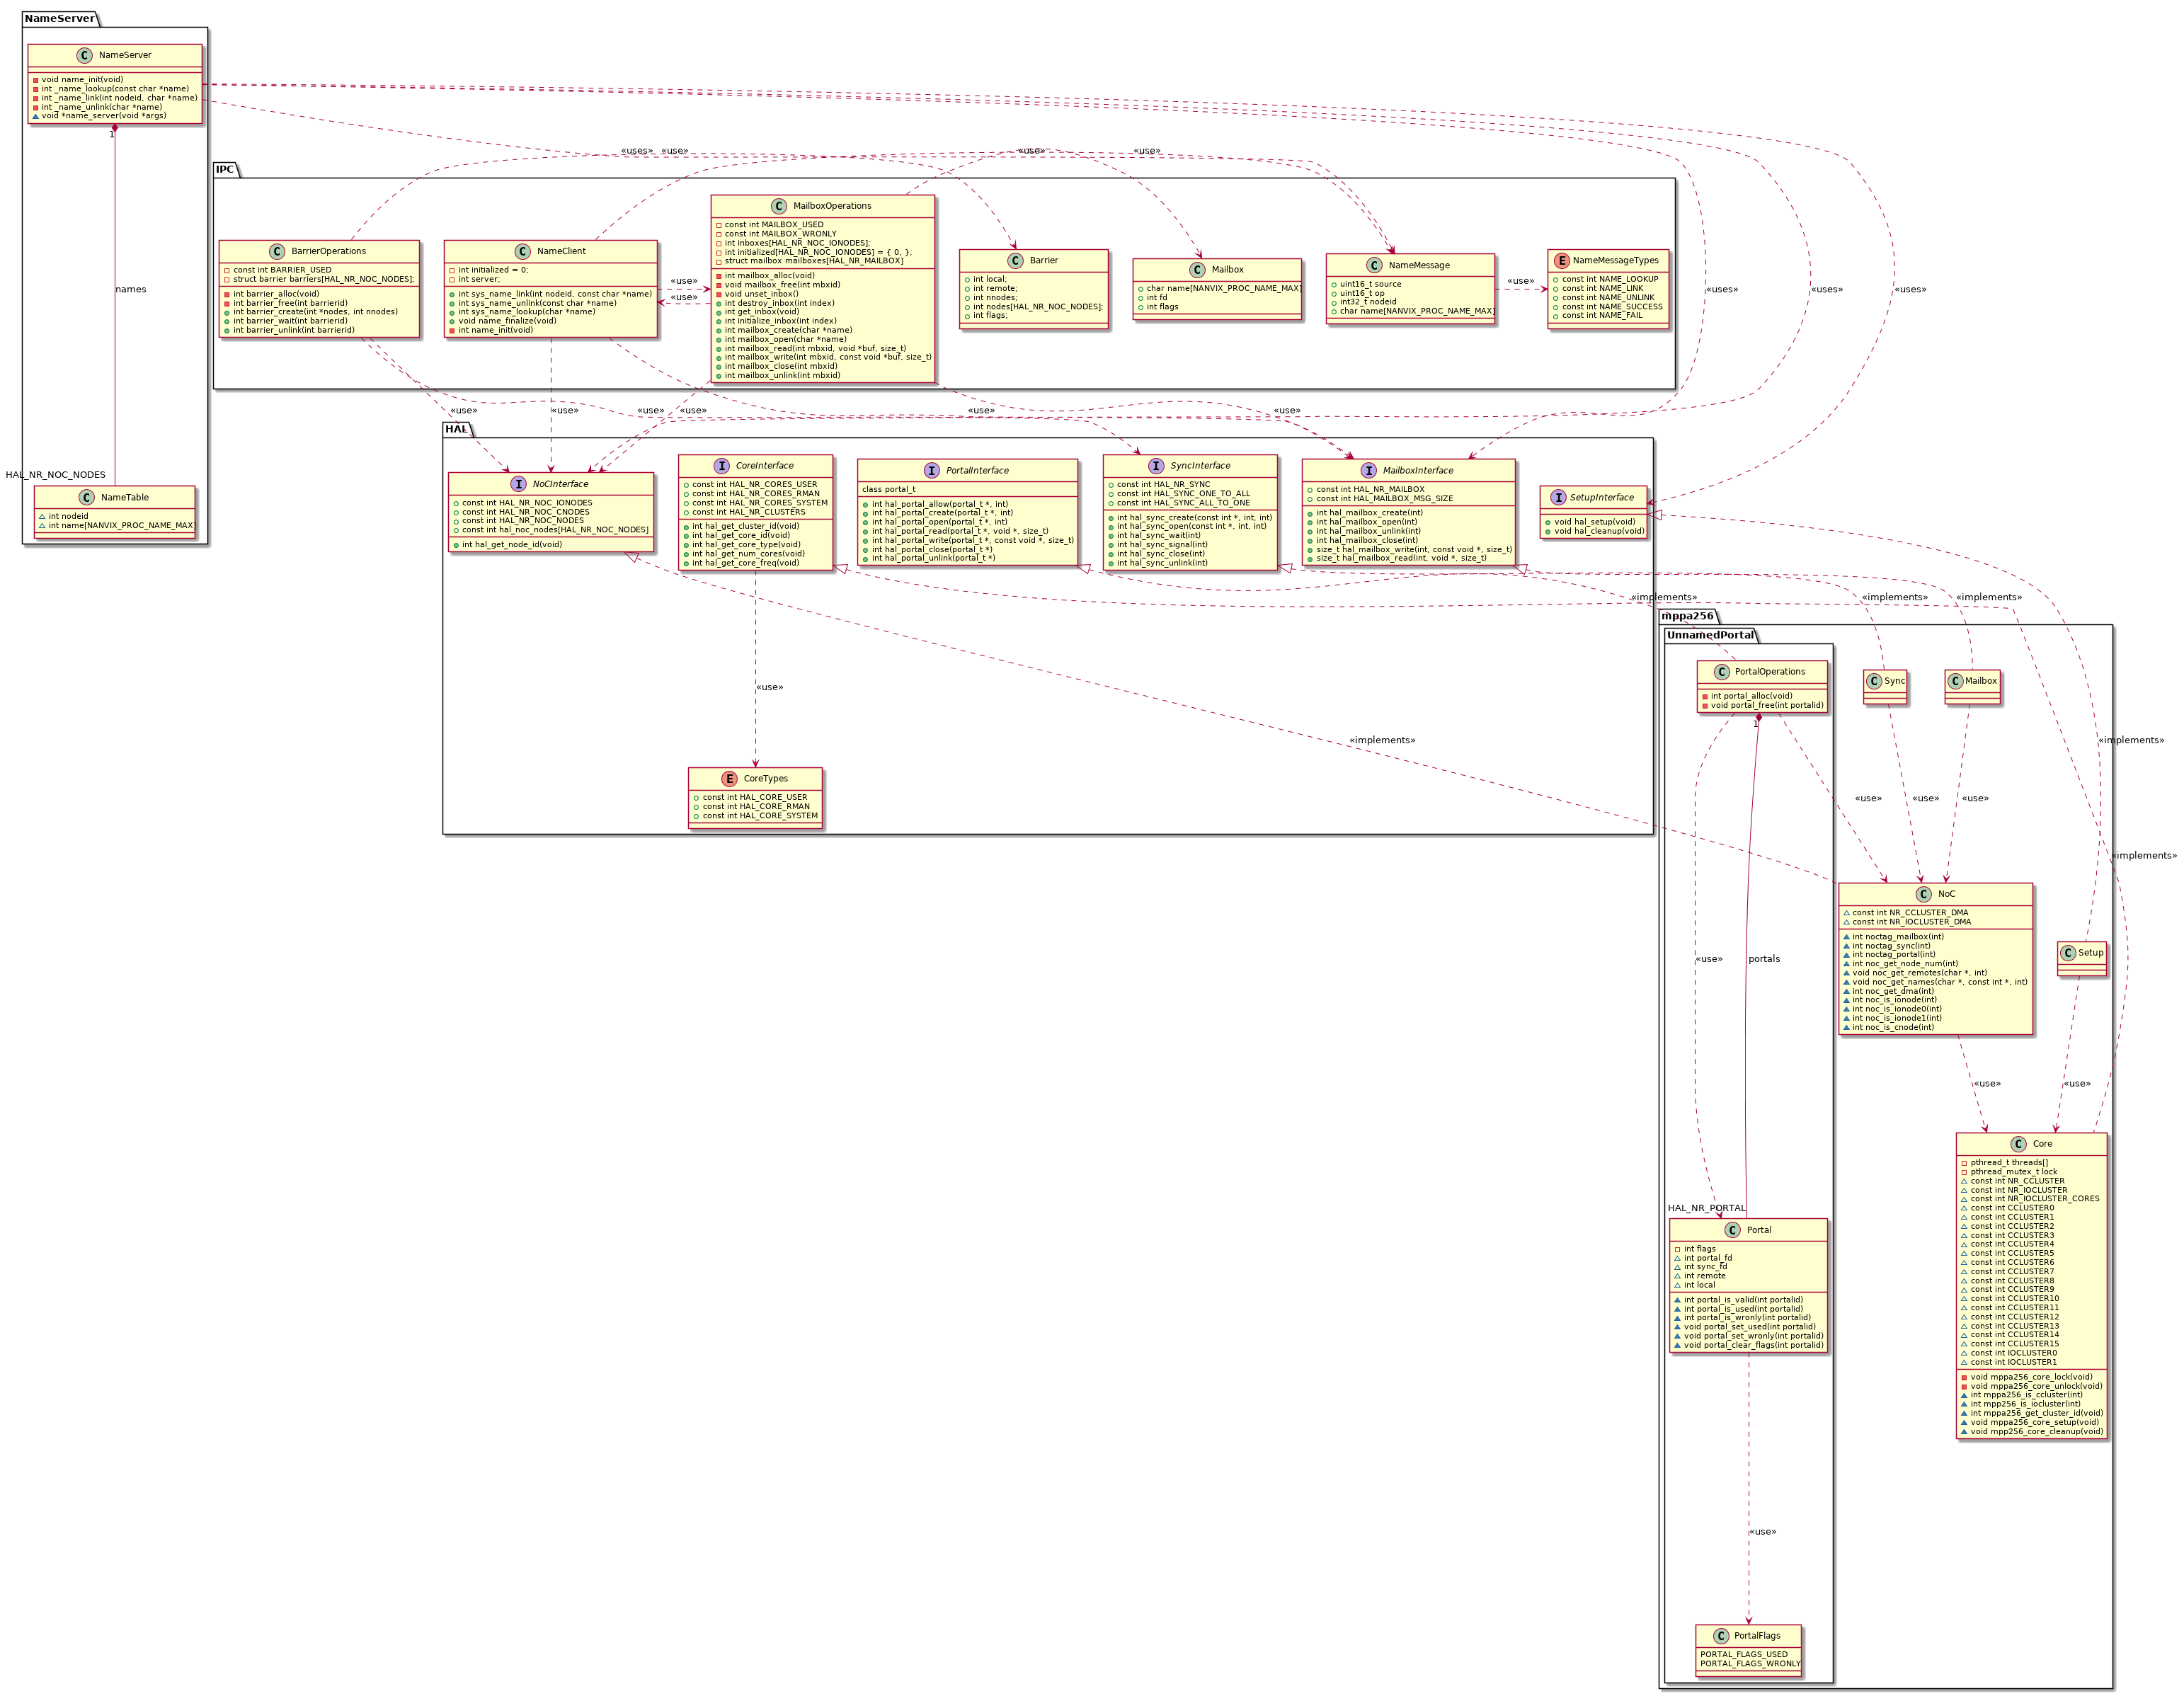 NameServer
NameServer
void name_init(void)
int _name_lookup(const char *name)
int _name_link(int nodeid, char *name)
int _name_unlink(char *name)
void *name_server(void *args)
1
names
HAL_NR_NOC_NODES
NameTable
int nodeid
int name[NANVIX_PROC_NAME_MAX]
«uses»
«use»
«use»
«use»
IPC
BarrierOperations
const int BARRIER_USED
struct barrier barriers[HAL_NR_NOC_NODES];
int barrier_alloc(void)
int barrier_free(int barrierid)
int barrier_create(int *nodes, int nnodes)
int barrier_wait(int barrierid)
int barrier_unlink(int barrierid)
NameClient
int initialized = 0;
int server;
int sys_name_link(int nodeid, const char *name)
int sys_name_unlink(const char *name)
int sys_name_lookup(char *name)
void name_finalize(void)
int name_init(void)
«use»
«use»
MailboxOperations
const int MAILBOX_USED
const int MAILBOX_WRONLY
int inboxes[HAL_NR_NOC_IONODES];
int initialized[HAL_NR_NOC_IONODES] = { 0, };
struct mailbox mailboxes[HAL_NR_MAILBOX]
int mailbox_alloc(void)
void mailbox_free(int mbxid)
void unset_inbox()
int destroy_inbox(int index)
int get_inbox(void)
int initialize_inbox(int index)
int mailbox_create(char *name)
int mailbox_open(char *name)
int mailbox_read(int mbxid, void *buf, size_t)
int mailbox_write(int mbxid, const void *buf, size_t)
int mailbox_close(int mbxid)
int mailbox_unlink(int mbxid)
Barrier
int local;
int remote;
int nnodes;
int nodes[HAL_NR_NOC_NODES];
int flags;
Mailbox
char name[NANVIX_PROC_NAME_MAX]
int fd
int flags
NameMessage
uint16_t source
uint16_t op
int32_t nodeid
char name[NANVIX_PROC_NAME_MAX]
«use»
NameMessageTypes
const int NAME_LOOKUP
const int NAME_LINK
const int NAME_UNLINK
const int NAME_SUCCESS
const int NAME_FAIL
«uses»
«uses»
«uses»
«use»
«use»
«use»
«use»
«use»
«use»
HAL
NoCInterface
const int HAL_NR_NOC_IONODES
const int HAL_NR_NOC_CNODES
const int HAL_NR_NOC_NODES
const int hal_noc_nodes[HAL_NR_NOC_NODES]
int hal_get_node_id(void)
CoreInterface
const int HAL_NR_CORES_USER
const int HAL_NR_CORES_RMAN
const int HAL_NR_CORES_SYSTEM
const int HAL_NR_CLUSTERS
int hal_get_cluster_id(void)
int hal_get_core_id(void)
int hal_get_core_type(void)
int hal_get_num_cores(void)
int hal_get_core_freq(void)
PortalInterface
class portal_t
int hal_portal_allow(portal_t *, int)
int hal_portal_create(portal_t *, int)
int hal_portal_open(portal_t *, int)
int hal_portal_read(portal_t *, void *, size_t)
int hal_portal_write(portal_t *, const void *, size_t)
int hal_portal_close(portal_t *)
int hal_portal_unlink(portal_t *)
SyncInterface
const int HAL_NR_SYNC
const int HAL_SYNC_ONE_TO_ALL
const int HAL_SYNC_ALL_TO_ONE
int hal_sync_create(const int *, int, int)
int hal_sync_open(const int *, int, int)
int hal_sync_wait(int)
int hal_sync_signal(int)
int hal_sync_close(int)
int hal_sync_unlink(int)
MailboxInterface
const int HAL_NR_MAILBOX
const int HAL_MAILBOX_MSG_SIZE
int hal_mailbox_create(int)
int hal_mailbox_open(int)
int hal_mailbox_unlink(int)
int hal_mailbox_close(int)
size_t hal_mailbox_write(int, const void *, size_t)
size_t hal_mailbox_read(int, void *, size_t)
SetupInterface
void hal_setup(void)
void hal_cleanup(void)
«use»
CoreTypes
const int HAL_CORE_USER
const int HAL_CORE_RMAN
const int HAL_CORE_SYSTEM
«implements»
«implements»
«implements»
«implements»
«implements»
«implements»
mppa256
UnnamedPortal
PortalOperations
int portal_alloc(void)
void portal_free(int portalid)
1
Sync
Mailbox
«use»
«use»
«use»
NoC
const int NR_CCLUSTER_DMA
const int NR_IOCLUSTER_DMA
int noctag_mailbox(int)
int noctag_sync(int)
int noctag_portal(int)
int noc_get_node_num(int)
void noc_get_remotes(char *, int)
void noc_get_names(char *, const int *, int)
int noc_get_dma(int)
int noc_is_ionode(int)
int noc_is_ionode0(int)
int noc_is_ionode1(int)
int noc_is_cnode(int)
Setup
«use»
portals
«use»
«use»
Core
pthread_t threads[]
pthread_mutex_t lock
const int NR_CCLUSTER
const int NR_IOCLUSTER
const int NR_IOCLUSTER_CORES
const int CCLUSTER0
const int CCLUSTER1
const int CCLUSTER2
const int CCLUSTER3
const int CCLUSTER4
const int CCLUSTER5
const int CCLUSTER6
const int CCLUSTER7
const int CCLUSTER8
const int CCLUSTER9
const int CCLUSTER10
const int CCLUSTER11
const int CCLUSTER12
const int CCLUSTER13
const int CCLUSTER14
const int CCLUSTER15
const int IOCLUSTER0
const int IOCLUSTER1
void mppa256_core_lock(void)
void mppa256_core_unlock(void)
int mppa256_is_ccluster(int)
int mpp256_is_iocluster(int)
int mppa256_get_cluster_id(void)
void mppa256_core_setup(void)
void mpp256_core_cleanup(void)
HAL_NR_PORTAL
Portal
int flags
int portal_fd
int sync_fd
int remote
int local
int portal_is_valid(int portalid)
int portal_is_used(int portalid)
int portal_is_wronly(int portalid)
void portal_set_used(int portalid)
void portal_set_wronly(int portalid)
void portal_clear_flags(int portalid)
«use»
PortalFlags
PORTAL_FLAGS_USED
PORTAL_FLAGS_WRONLY